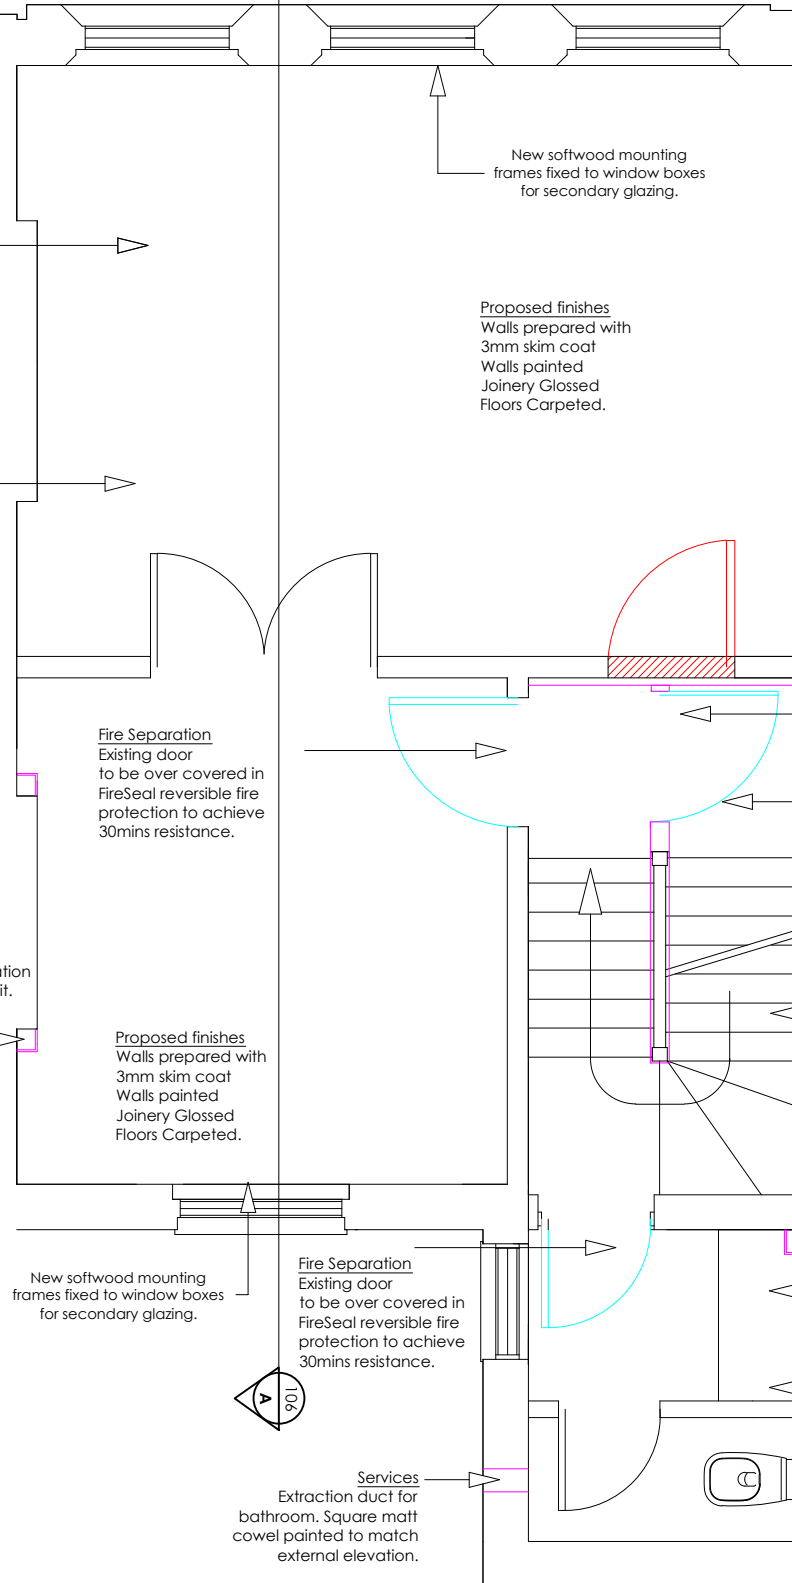 New softwood mounting
frames fixed to window boxes
for secondary glazing.
Proposed finishes
Walls prepared with
3mm skim coat
Walls painted
Joinery Glossed
Floors Carpeted.
Fire Separation
Existing door
to be over covered in
FireSeal reversible fire
protection to achieve
30mins resistance.
it.
Proposed finishes
Walls prepared with
3mm skim coat
Walls painted
Joinery Glossed
Floors Carpeted.
New softwood mounting
frames fixed to window boxes
for secondary glazing.
Fire Separation
Existing door
to be over covered in
FireSeal reversible fire
protection to achieve
30mins resistance.
A
106
Services
Extraction duct for
bathroom. Square matt
cowel painted to match
external elevation.